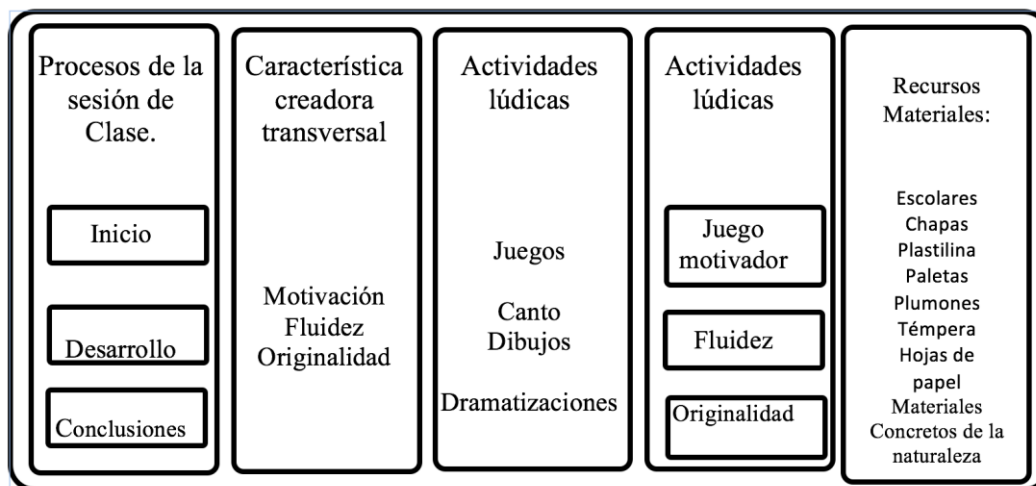 Procesos de la
sesión de
Clase.
Inicio
Desarrollo
Conclusiones
Característica
creadora
transversal
Motivación
Fluidez
Originalidad
Actividades
lúdicas
Juegos
Canto
Dibujos
Dramatizaciones
Actividades
lúdicas
Juego
motivador
Fluidez
Originalidad
Recursos
Materiales:
Escolares
Chapas
Plastilina
Paletas
Plumones
Témpera
Hojas de
papel
Materiales
Concretos de la
naturaleza